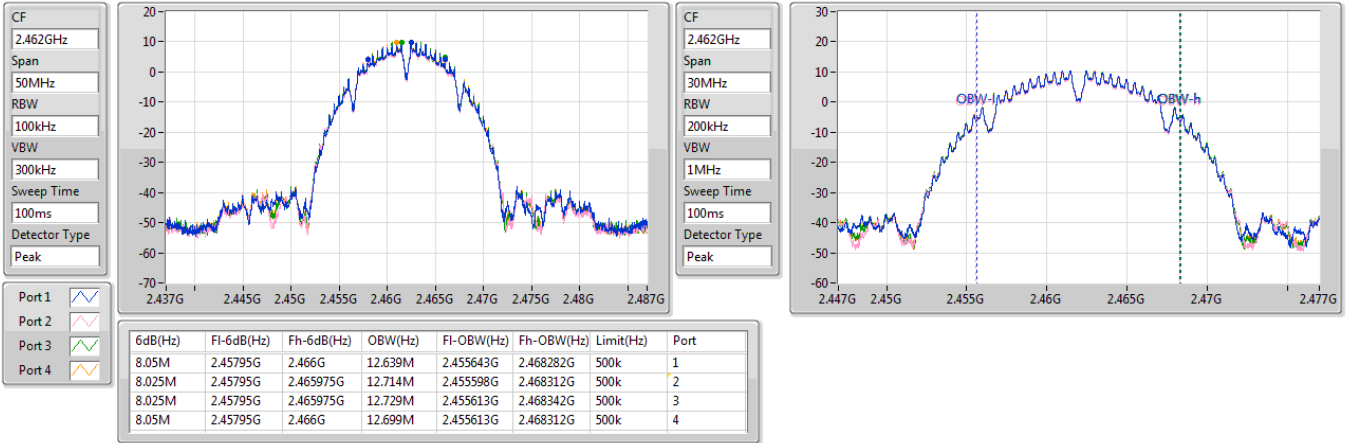 CF
2.462GHz
Span
50MHz
RBW
100kHz
VBW
300kHz
Sweep Time
100ms
Detector Type
Peak
20
10
0
-10
-20
-30
-40
-50
-60
-70
2.437G 2.445G 2.45G 2.455G 2.46G 2.465G 2.47G 2.475G 2.48G 2.487G
CF
2.462GHz
Span
30MHz
RBW
200kHz
VBW
1MHz
Sweep Time
100ms
Detector Type
Peak
30
20
10
0
-10
-20
-30
-40
-50
-60
OBW-l OBW-h
2.447G 2.45G 2.455G 2.46G 2.465G 2.47G 2.477G
Port 1
Port 2
Port 3
Port 4
6dB(Hz) Fl-6dB(Hz) Fh-6dB(Hz) OBW(Hz) Fl-OBW(Hz) Fh-OBW(Hz) Limit(Hz) Port
8.05M 2.45795G 2.466G 12.639M 2.455643G 2.468282G 500k 1
8.025M 2.45795G 2.465975G 12.714M 2.455598G 2.468312G 500k 2
8.025M 2.45795G 2.465975G 12.729M 2.455613G 2.468342G 500k 3
8.05M 2.45795G 2.466G 12.699M 2.455613G 2.468312G 500k 4